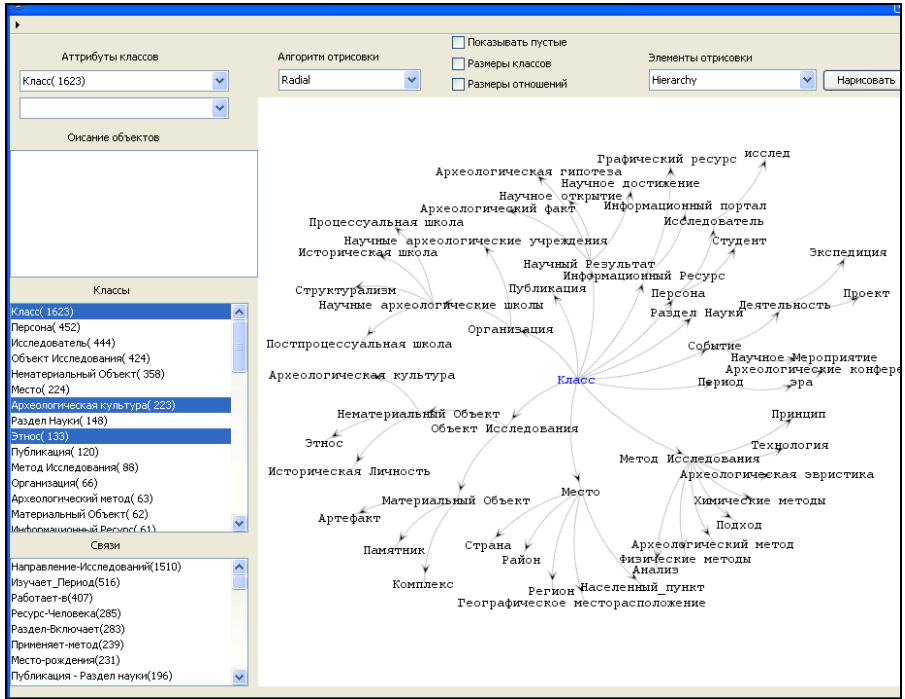 Аттрибуты классов
Алгоритм отрисовки
Показывать пустые
Размеры классов
Размеры отношений
Элементы отрисовки
Класс( 1623)
Radial
Hierarchy
Нарисовать
Оисание объектов
Классы
Класс( 1623)
Персона( 452)
Исследователь( 444)
Объект Исследования( 424)
Нематериальный Объект( 358)
Место( 224)
Археологическая культура( 223)
Раздел Науки( 148)
Этнос( 133)
Публикация( 120)
Метод Исследования( 88)
Организация( 66)
Археологический метод( 63)
Материальный Объект( 62)
Информационный Ресурс( 61)
Связи
Направление-Исследований(1510)
Изучает_Период(516)
Работает-в(407)
Ресурс-Человека(285)
Раздел-Включает(283)
Применяет-метод(239)
Место-рождения(231)
Публикация - Раздел науки(196)
исслед
Графический ресурс
Археологическая гипотеза
Научное достижение
Научное открытие
Информационный портал
Археологический факт
Исследователь
Процессуальная школа
Научные археологические учреждения
Студент
Историческая школа
Экспедиция
Научный Результат
Информационный Ресурс
Структурализм
Публикация
Персона
Проект
Научные археологические школы
Деятельность
Раздел Науки
Организация
Постпроцессуальная школа
Событие
Научное Мероприятие
Археологические конфере
Археологическая культура
Класс
Период
эра
Нематериальный Объект
Принцип
Объект Исследования
Этнос
Технология
Метод Исследования
Историческая Личность
Археологическая эвристика
Место
Материальный Объект
Химические методы
Артефакт
Подход
Памятник
Страна
Археологический метод
Район
Физические методы
Анализ
Комплекс
Регион
Населенный_пункт
Географическое месторасположение